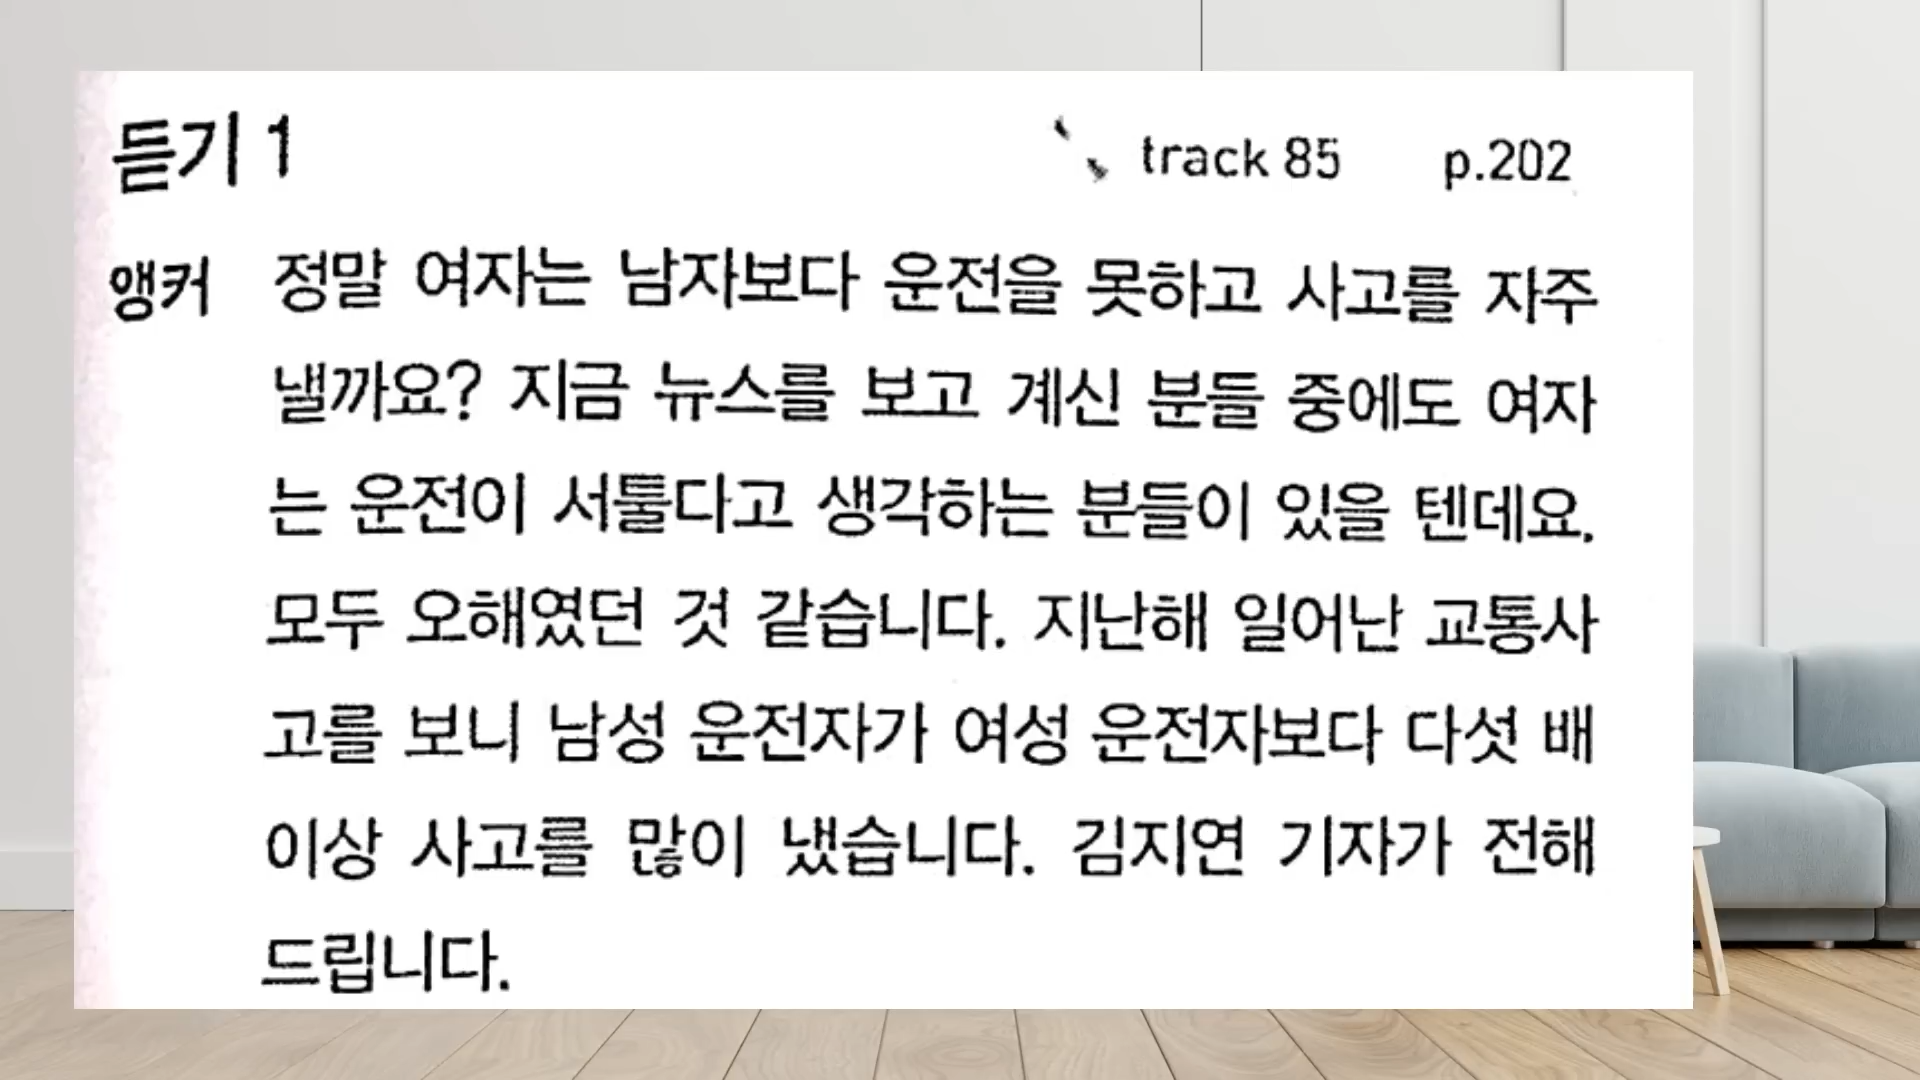 듣기 1 track 85 p.202
앵커 정말 여자는 남자보다 운전을 못하고 사고를 자주
낼까요? 지금 뉴스를 보고 계신 분들 중에도 여자
는 운전이 서툴다고 생각하는 분들이 있을 텐데요.
모두 오해였던 것 같습니다. 지난해 일어난 교통사
고를 보니 남성 운전자가 여성 운전자보다 다섯 배
이상 사고를 많이 냈습니다. 김지연 기자가 전해
드립니다.